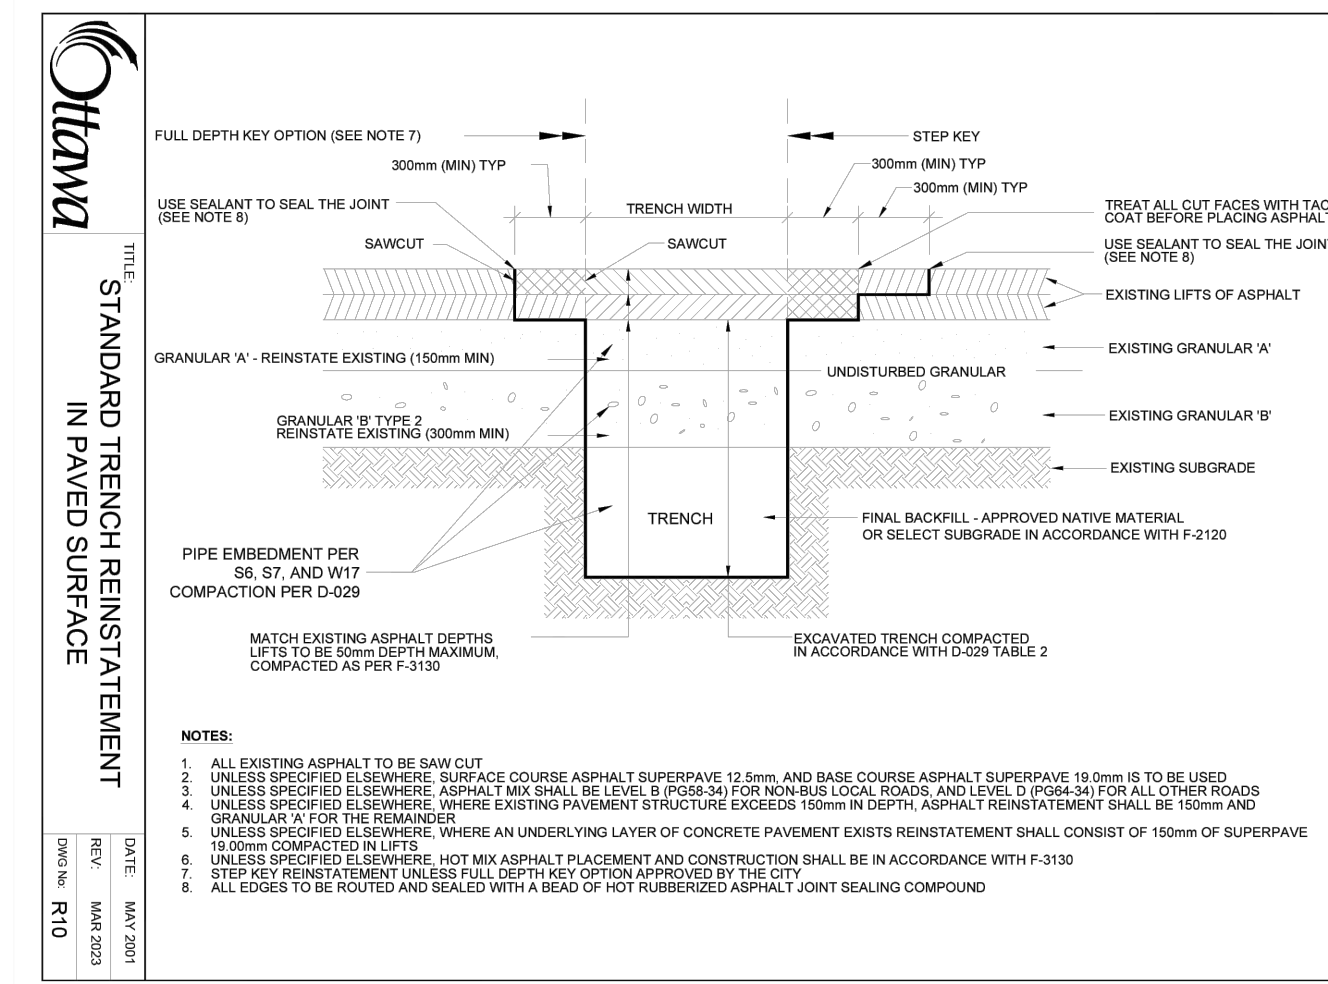 Ottawa
TITLE:
STANDARD TRENCH REINSTATEMENT
IN PAVED SURFACE
DATE: MAY 2001
REV: MAR 2023
DWG No: R10
FULL DEPTH KEY OPTION (SEE NOTE 7)
STEP KEY
300mm (MIN) TYP
300mm (MIN) TYP
300mm (MIN) TYP
USE SEALANT TO SEAL THE JOINT
(SEE NOTE 8)
TRENCH WIDTH
TREAT ALL CUT FACES WITH TAC
COAT BEFORE PLACING ASPHALT
SAWCUT
SAWCUT
USE SEALANT TO SEAL THE JOIN
(SEE NOTE 8)
EXISTING LIFTS OF ASPHALT
GRANULAR 'A' - REINSTATE EXISTING (150mm MIN)
EXISTING GRANULAR 'A'
UNDISTURBED GRANULAR
GRANULAR 'B' TYPE 2
REINSTATE EXISTING (300mm MIN)
EXISTING GRANULAR 'B'
EXISTING SUBGRADE
TRENCH
FINAL BACKFILL - APPROVED NATIVE MATERIAL
OR SELECT SUBGRADE IN ACCORDANCE WITH F-2120
PIPE EMBEDMENT PER
S6, S7, AND W17
COMPACTION PER D-029
MATCH EXISTING ASPHALT DEPTHS
LIFTS TO BE 50mm DEPTH MAXIMUM,
COMPACTED AS PER F-3130
EXCAVATED TRENCH COMPACTED
IN ACCORDANCE WITH D-029 TABLE 2
NOTES:
1. ALL EXISTING ASPHALT TO BE SAW CUT
2. UNLESS SPECIFIED ELSEWHERE, SURFACE COURSE ASPHALT SUPERPAVE 12.5mm, AND BASE COURSE ASPHALT SUPERPAVE 19.0mm IS TO BE USED
3. UNLESS SPECIFIED ELSEWHERE, ASPHALT MIX SHALL BE LEVEL B (PG58-34) FOR NON-BUS LOCAL ROADS, AND LEVEL D (PG64-34) FOR ALL OTHER ROADS
4. UNLESS SPECIFIED ELSEWHERE, WHERE EXISTING PAVEMENT STRUCTURE EXCEEDS 150mm IN DEPTH, ASPHALT REINSTATEMENT SHALL BE 150mm AND
GRANULAR 'A' FOR THE REMAINDER
5. UNLESS SPECIFIED ELSEWHERE, WHERE AN UNDERLYING LAYER OF CONCRETE PAVEMENT EXISTS REINSTATEMENT SHALL CONSIST OF 150mm OF SUPERPAVE
19.00mm COMPACTED IN LIFTS
6. UNLESS SPECIFIED ELSEWHERE, HOT MIX ASPHALT PLACEMENT AND CONSTRUCTION SHALL BE IN ACCORDANCE WITH F-3130
7. STEP KEY REINSTATEMENT UNLESS FULL DEPTH KEY OPTION APPROVED BY THE CITY
8. ALL EDGES TO BE ROUTED AND SEALED WITH A BEAD OF HOT RUBBERIZED ASPHALT JOINT SEALING COMPOUND